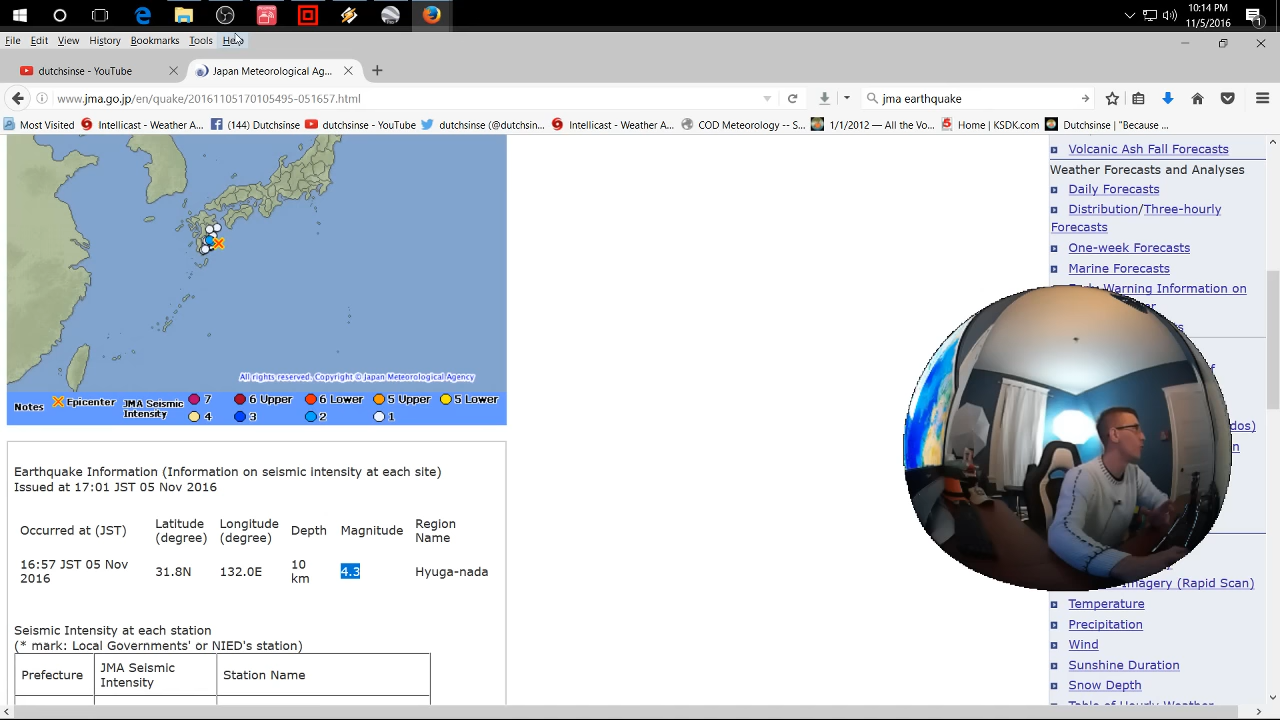 10:14 PM
11/5/2016
File Edit View History Bookmarks Tools Help
dutchsinse - YouTube
Japan Meteorological Ag...
www.jma.go.jp/en/quake/20161105170105495-051657.html
jma earthquake
Most Visited
Intellicast - Weather A...
(144) Dutchsinse
dutchsinse - YouTube
dutchsinse (@dutchsin...
Intellicast - Weather A...
COD Meteorology -- S...
1/1/2012 — All the Vo...
Home | KSDK.com
Dutchsinse | "Because ...
All rights reserved. Copyright © Japan Meteorological Agency
Notes Epicenter JMA Seismic Intensity
7 6 Upper 6 Lower 5 Upper 5 Lower
4 3 2 1
Earthquake Information (Information on seismic intensity at each site)
Issued at 17:01 JST 05 Nov 2016
Occurred at (JST) Latitude (degree) Longitude (degree) Depth Magnitude Region Name
16:57 JST 05 Nov 2016 31.8N 132.0E 10 km 4.3 Hyuga-nada
Seismic Intensity at each station
(* mark: Local Governments' or NIED's station)
Prefecture JMA Seismic Intensity Station Name
Volcanic Ash Fall Forecasts
Weather Forecasts and Analyses
Daily Forecasts
Distribution/Three-hourly
Forecasts
One-week Forecasts
Marine Forecasts
Warning Information on
Imagery (Rapid Scan)
Temperature
Precipitation
Wind
Sunshine Duration
Snow Depth